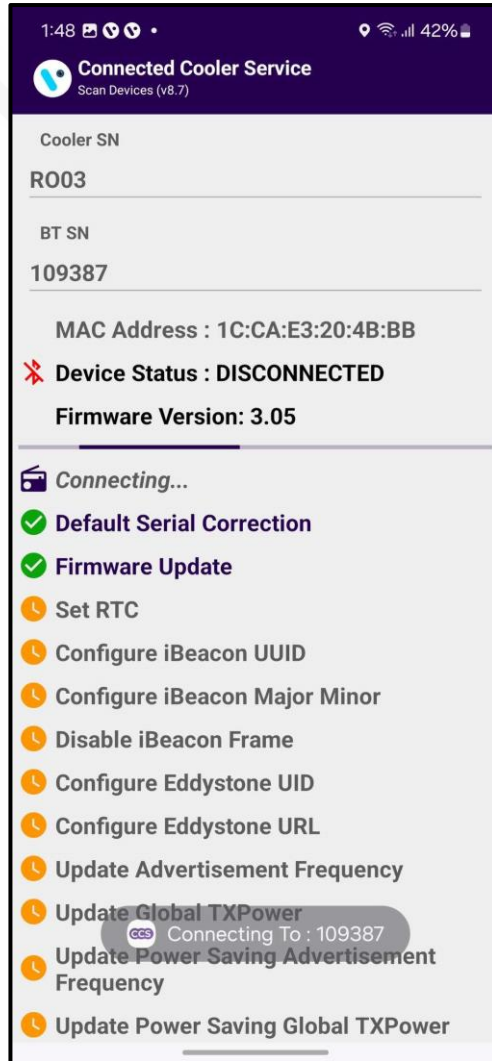 1:48
42%
Connected Cooler Service
Scan Devices (v8.7)
Cooler SN
RO03
BT SN
109387
MAC Address : 1C:CA:E3:20:4B:BB
Device Status : DISCONNECTED
Firmware Version: 3.05
Connecting...
Default Serial Correction
Firmware Update
Set RTC
Configure iBeacon UUID
Configure iBeacon Major Minor
Disable iBeacon Frame
Configure Eddystone UID
Configure Eddystone URL
Update Advertisement Frequency
Update Global TXPower
CCS Connecting To : 109387
Update Power Saving Advertisement
Frequency
Update Power Saving Global TXPower